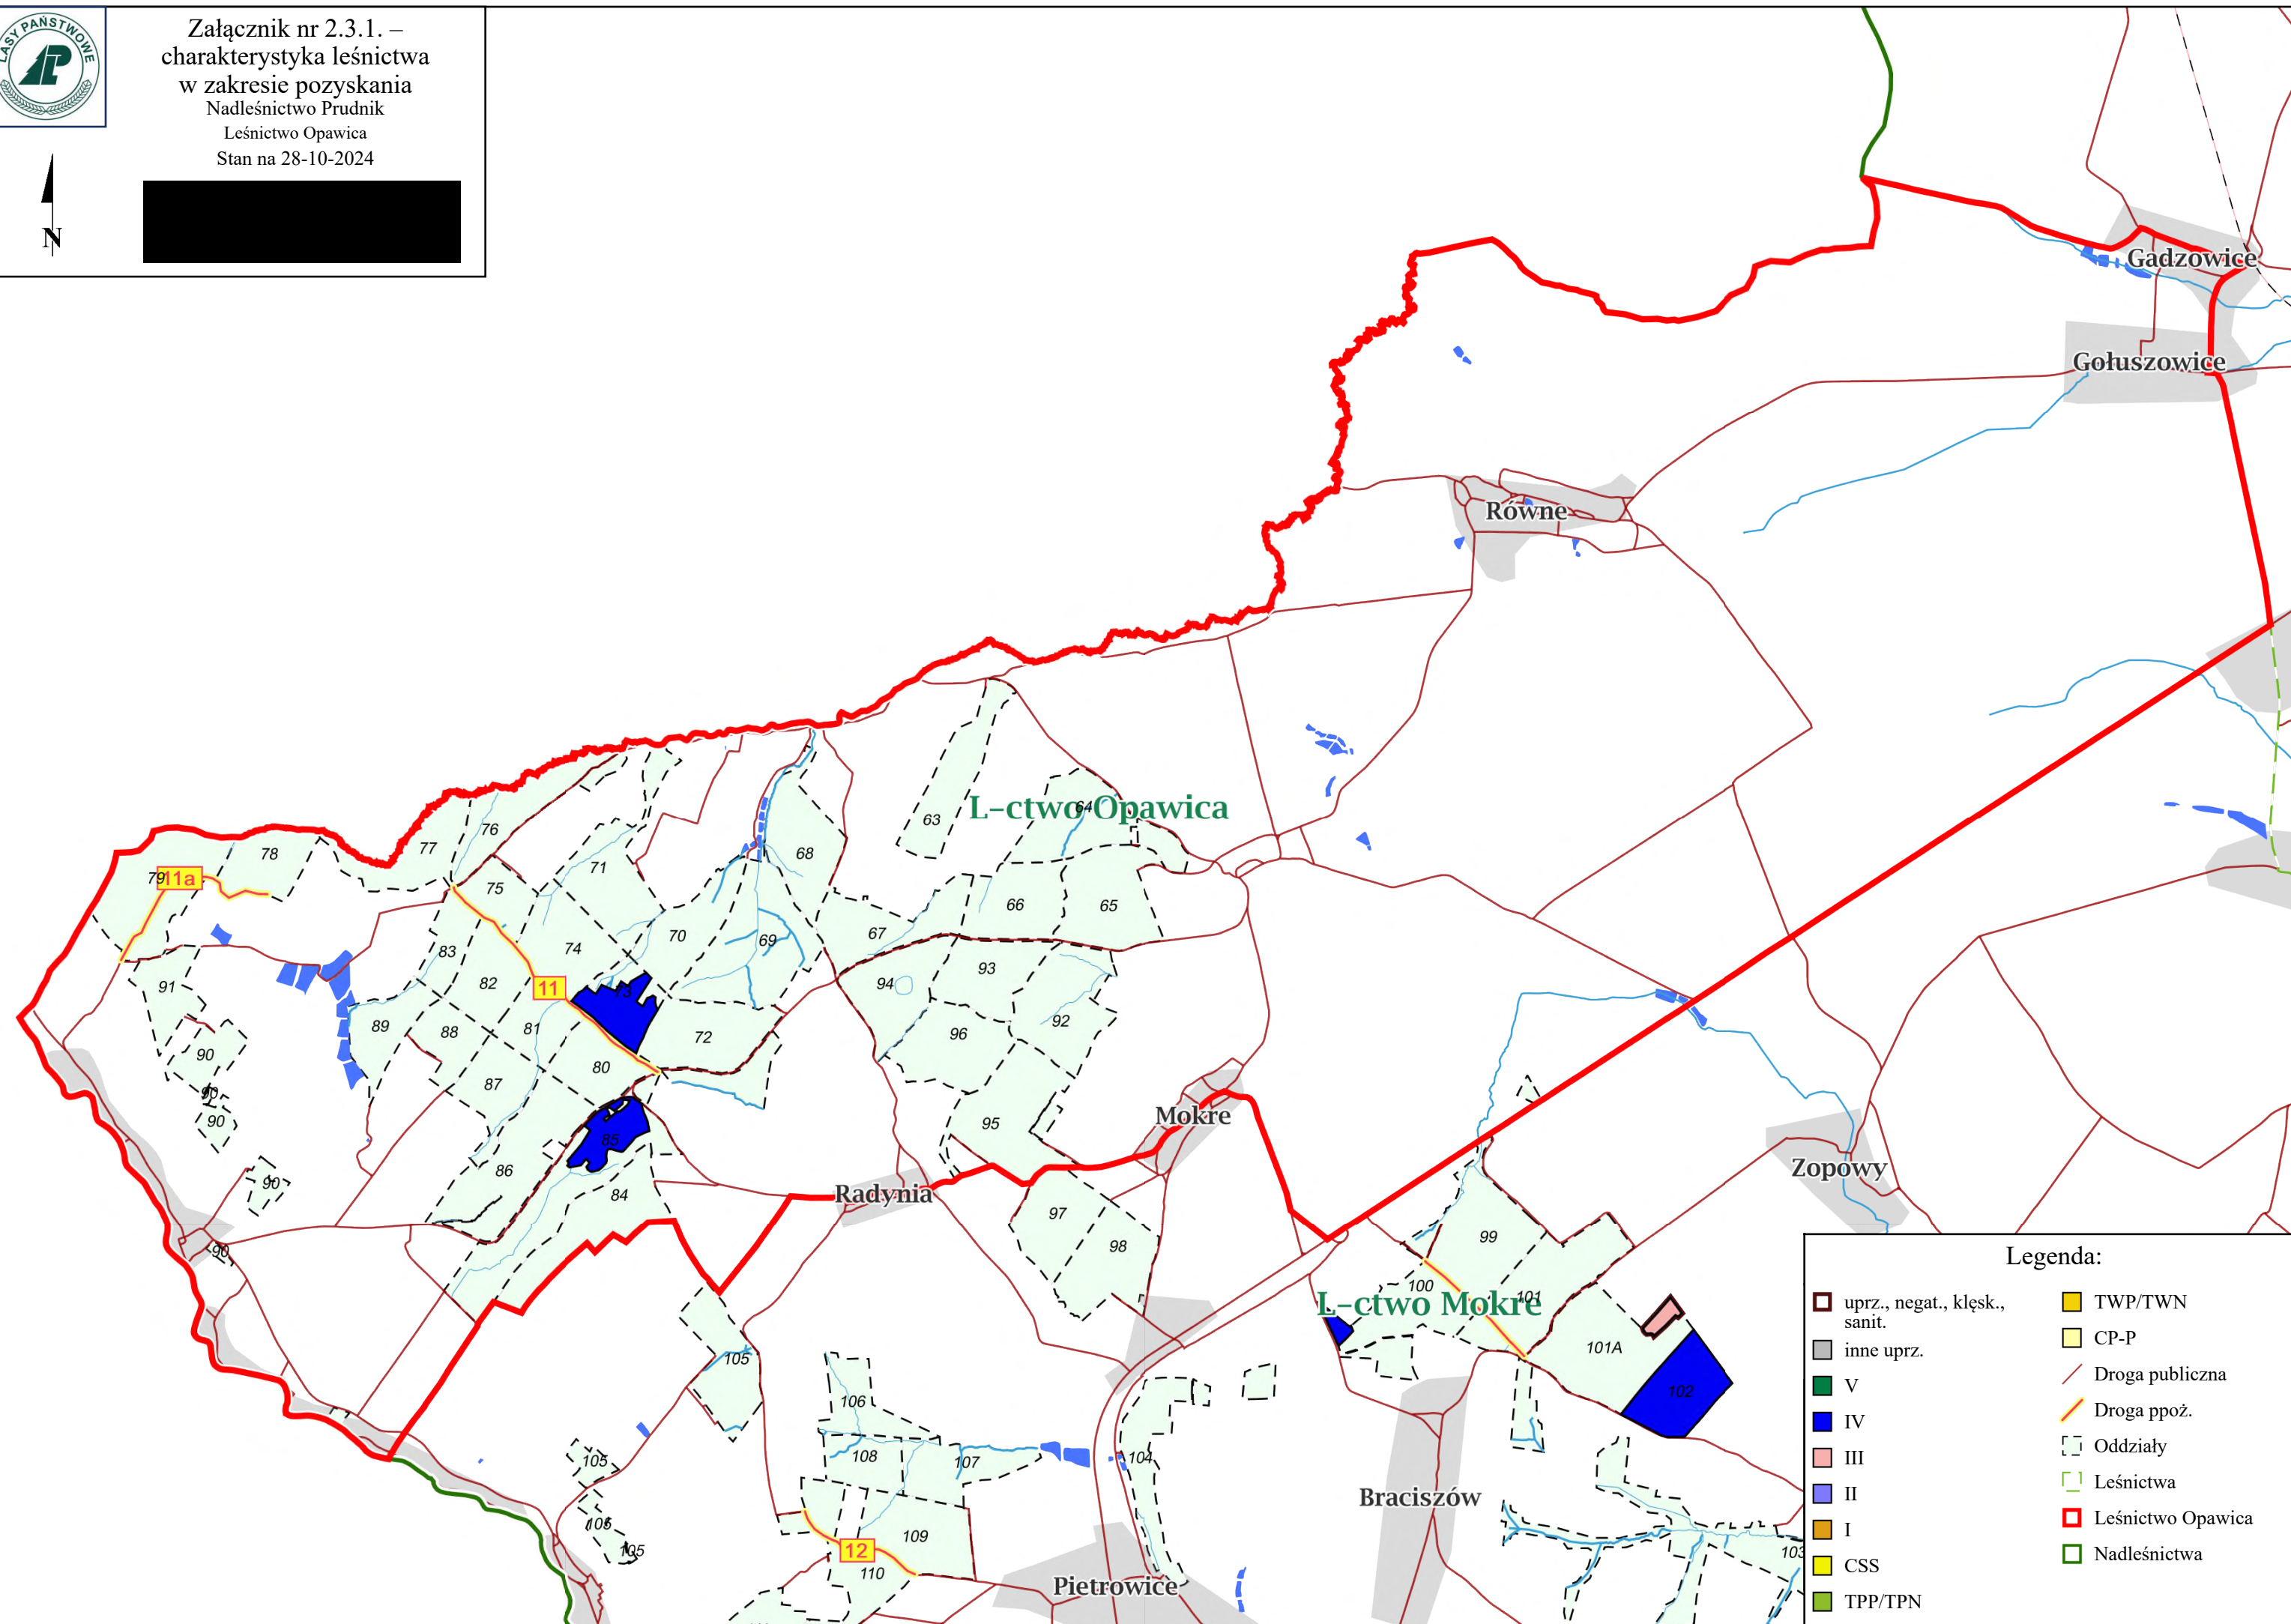 LASY PAŃSTWOWE
Załącznik nr 2.3.1. –
charakterystyka leśnictwa
w zakresie pozyskania
Nadleśnictwo Prudnik
Leśnictwo Opawica
Stan na 28-10-2024
N
Gadzowice
Gołuszowice
Równe
L-ctwo Opawica
63
64
76
77
78
79
11a
68
71
75
66
65
67
70
69
74
83
82
11
73
93
94
91
89
88
81
72
92
96
90
80
87
90
90
85
95
Mokre
86
84
90
Radynia
Zopowy
97
98
99
90
100
101
L-ctwo Mokre
101A
102
105
106
108
107
104
105
Braciszów
105
109
105
12
110
103
Pietrowice
Legenda:
uprz., negat., klęsk.,
sanit.
inne uprz.
V
IV
III
II
I
CSS
TPP/TPN
TWP/TWN
CP-P
Droga publiczna
Droga ppoż.
Oddziały
Leśnictwa
Leśnictwo Opawica
Nadleśnictwa